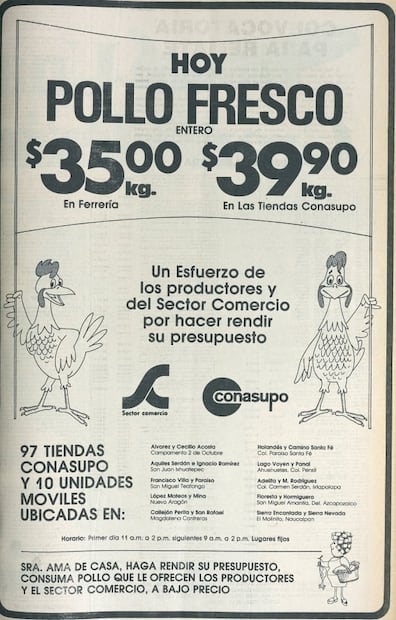 HOY
POLLO FRESCO
ENTERO
$35.00 kg. $39.90 kg.
En Ferrería
En Las Tiendas Conasupo
Un Esfuerzo de
los productores y
del Sector Comercio
por hacer rendir
su presupuesto
Sector comercio
conasupo
97 TIENDAS
CONASUPO
Y 10 UNIDADES
MOVILES
UBICADAS EN:
Alvarez y Cecilio Acosta
Campamento 2 de Octubre
Aquiles Serdán e Ignacio Ramírez
San Juan Ixhuatepec
Francisco Villa y Paraíso
San Miguel Teotongo
López Mateos y Mina
Nuevo Aragón
Callejón Perita y San Rafael
Magdalena Contreras
Holandés y Camino Santa Fé
Col. Paraíso Santa Fé
Lago Voyen y Panal
Ahuehuetes, Col. Pensil
Adelita y M. Rodríguez
Col. Carmen Serdán, Ixtapalapa
Floresta y Hormiguero
San Miguel Amantla, Del. Azcapozalco
Sierra Encantada y Sierra Nevada
El Molinito, Naucalpan
Horario: Primer día 11 a.m. a 2 p.m. siguientes 9 a.m. a 2 p.m. Lugares fijos
SRA. AMA DE CASA, HAGA RENDIR SU PRESUPUESTO,
CONSUMA POLLO QUE LE OFRECEN LOS PRODUCTORES
Y EL SECTOR COMERCIO, A BAJO PRECIO